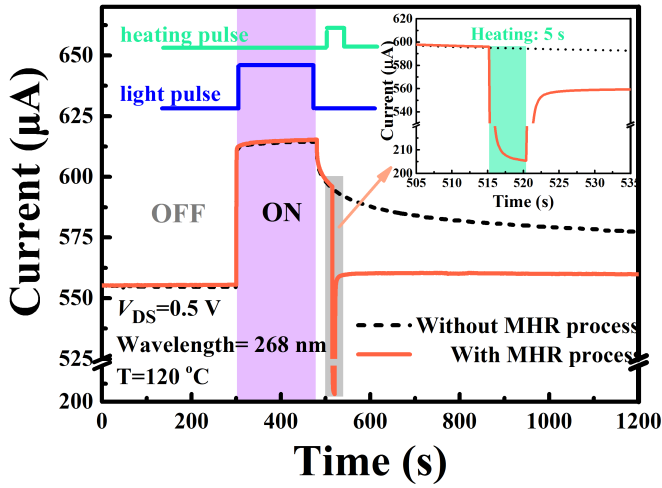 heating pulse
light pulse
OFF
ON
V_DS=0.5 V
Wavelength= 268 nm
T=120 °C
Without MHR process
With MHR process
Current (μA)
650
625
600
575
550
525
200
0
200
400
600
800
1000
1200
Time (s)
Heating: 5 s
Current (μA)
620
600
580
560
210
205
200
505
510
515
520
525
530
535
Time (s)